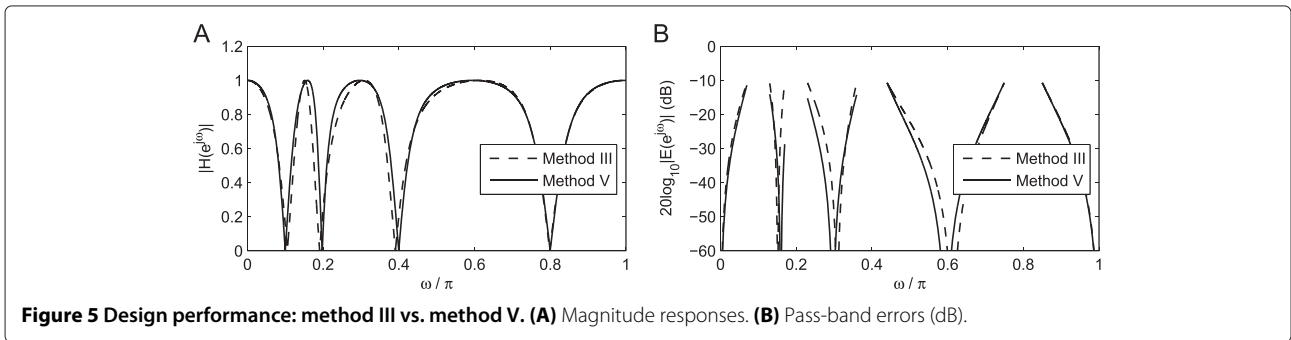 A
1.2
1
0.8
0.6
0.4
0.2
0
|H(e^{jω})|
Method III
Method V
0 0.2 0.4 0.6 0.8 1
ω / π
B
0
−10
−20
−30
−40
−50
−60
20log₁₀|E(e^{jω})| (dB)
Method III
Method V
0 0.2 0.4 0.6 0.8 1
ω / π
Figure 5 Design performance: method III vs. method V. (A) Magnitude responses. (B) Pass-band errors (dB).